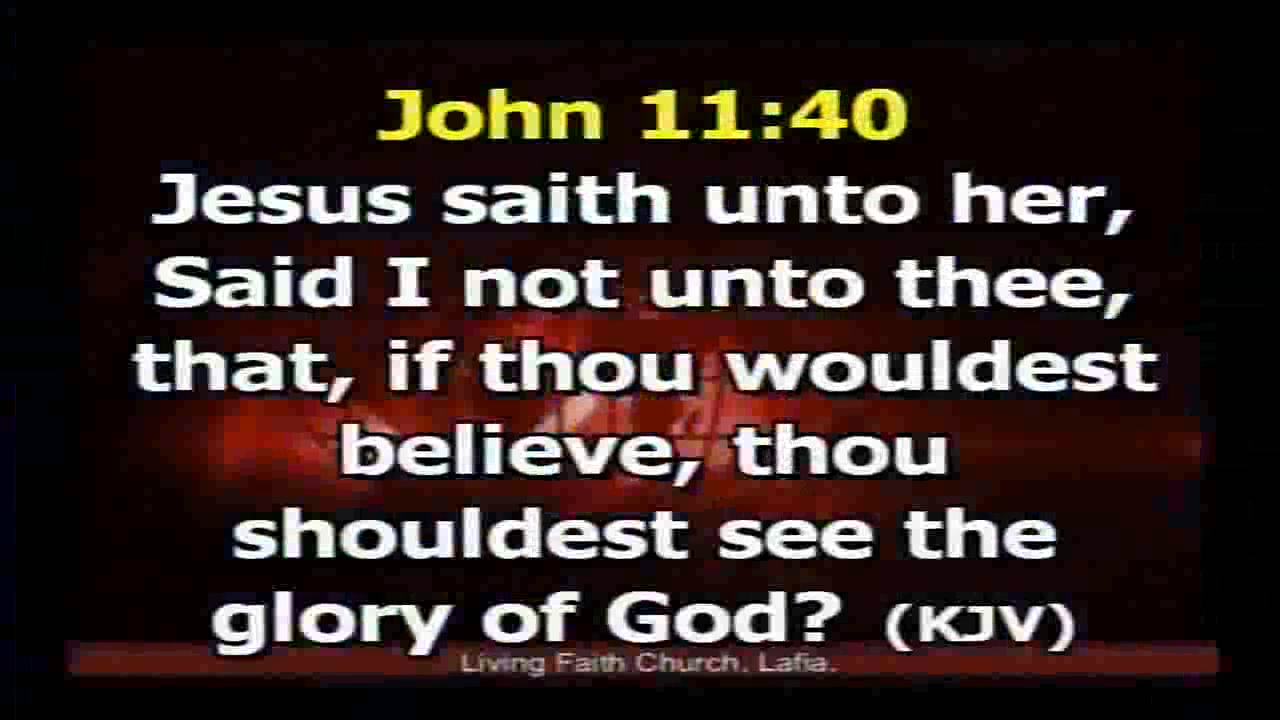 John 11:40
Jesus saith unto her,
Said I not unto thee,
that, if thou wouldest
believe, thou
shouldest see the
glory of God? (KJV)
Living Faith Church. Lafia.